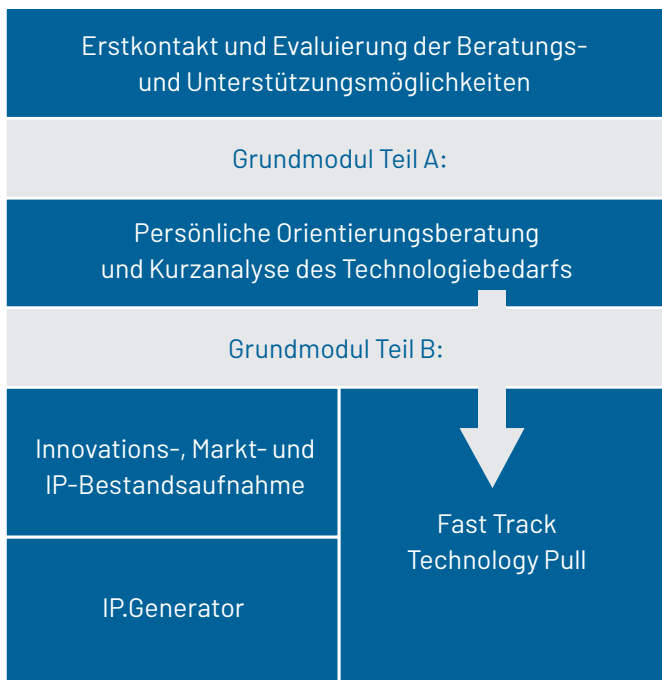 Erstkontakt und Evaluierung der Beratungs-
und Unterstützungsmöglichkeiten
Grundmodul Teil A:
Persönliche Orientierungsberatung
und Kurzanalyse des Technologiebedarfs
Grundmodul Teil B:
Innovations-, Markt- und
IP-Bestandsaufnahme
IP.Generator
Fast Track
Technology Pull